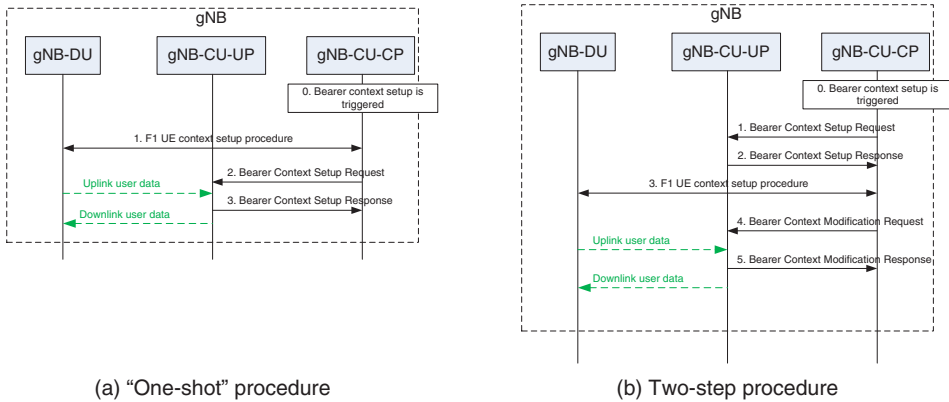 gNB
gNB-DU
gNB-CU-UP
gNB-CU-CP
0. Bearer context setup is
triggered
1. F1 UE context setup procedure
2. Bearer Context Setup Request
Uplink user data
3. Bearer Context Setup Response
Downlink user data
(a) “One-shot” procedure
gNB
gNB-DU
gNB-CU-UP
gNB-CU-CP
0. Bearer context setup is
triggered
1. Bearer Context Setup Request
2. Bearer Context Setup Response
3. F1 UE context setup procedure
4. Bearer Context Modification Request
Uplink user data
5. Bearer Context Modification Response
Downlink user data
(b) Two-step procedure